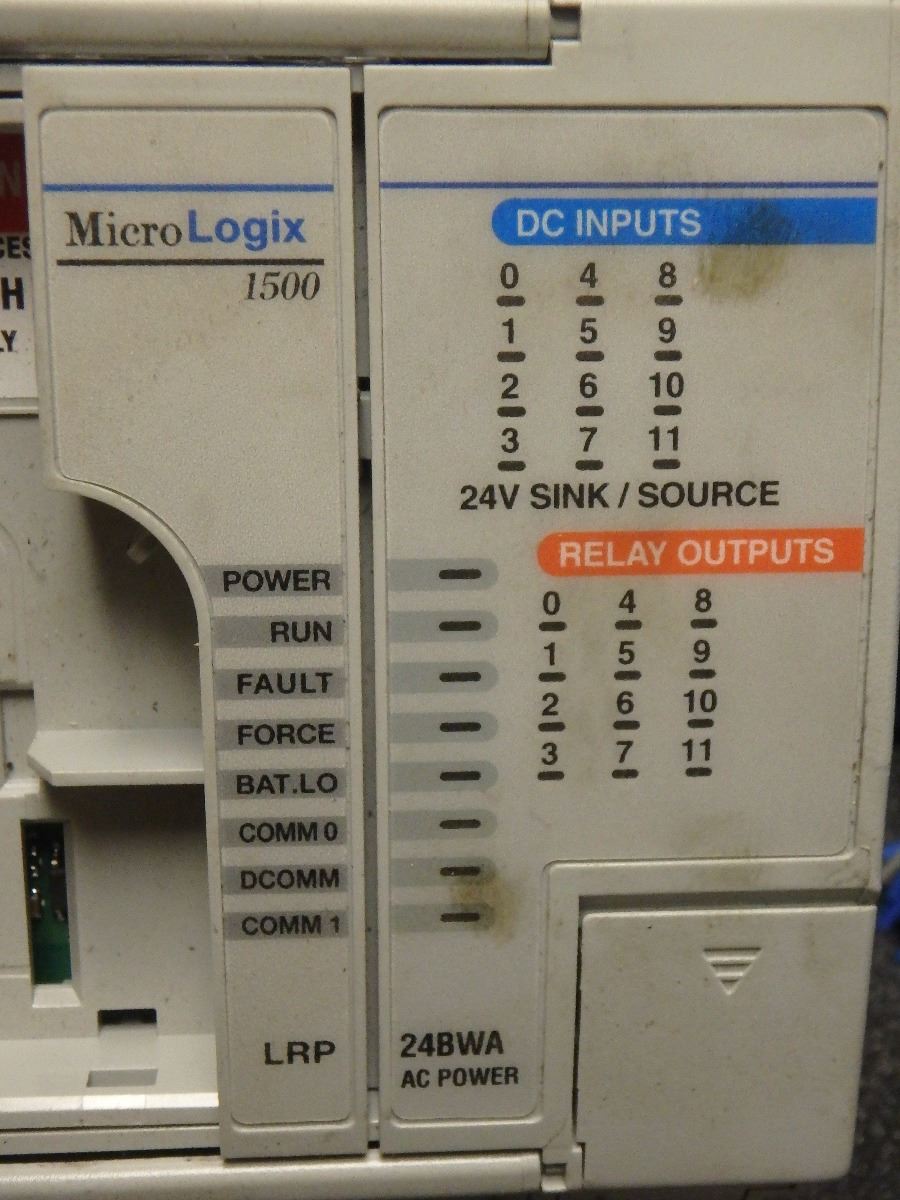 N
CES
H
LY
MicroLogix
1500
DC INPUTS
0 4 8
1 5 9
2 6 10
3 7 11
24V SINK / SOURCE
RELAY OUTPUTS
0 4 8
1 5 9
2 6 10
3 7 11
POWER
RUN
FAULT
FORCE
BAT.LO
COMM 0
DCOMM
COMM 1
LRP
24BWA
AC POWER